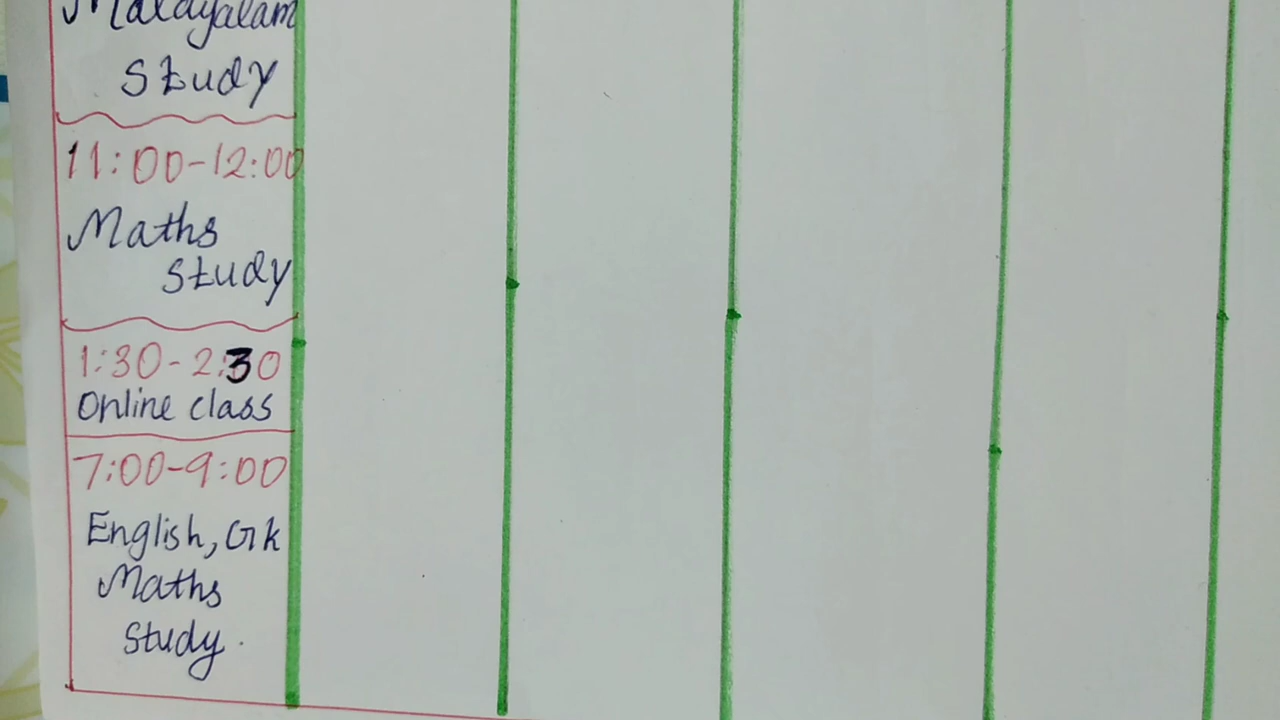 Malayalam
Study
11:00-12:00
Maths
Study
1:30-2:30
Online class
7:00-9:00
English, Gk
Maths
Study.